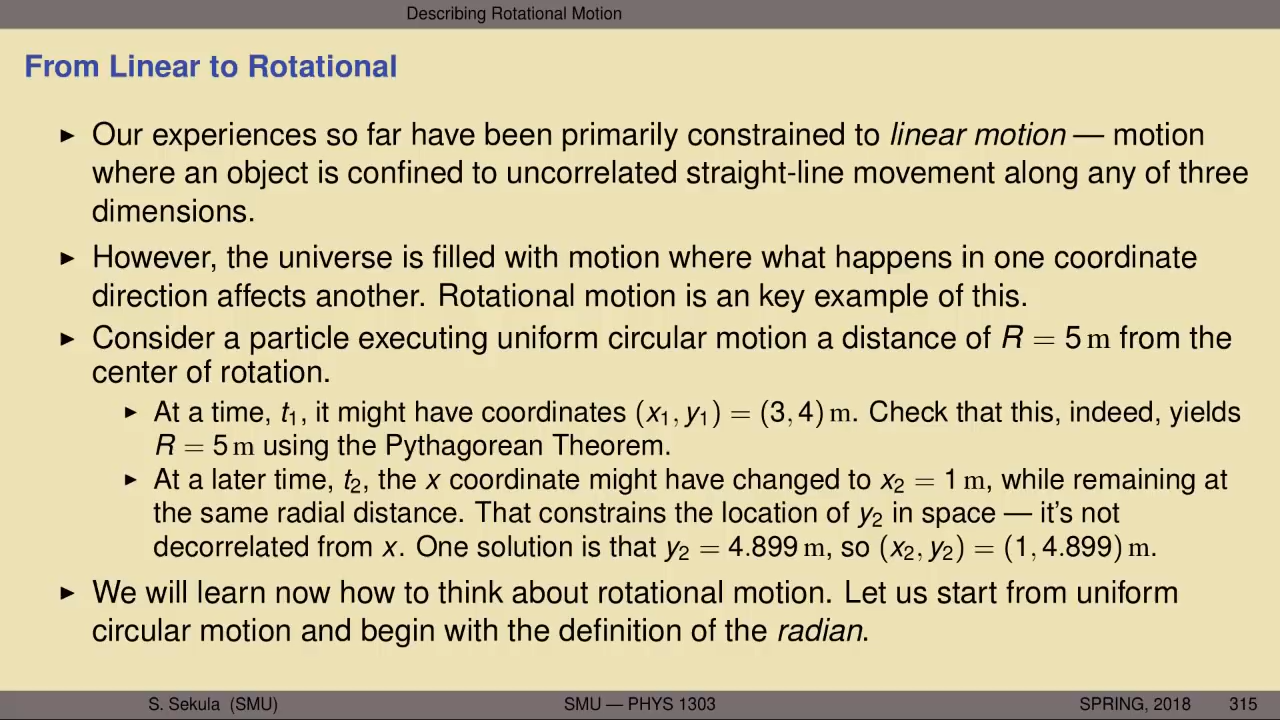 Describing Rotational Motion
From Linear to Rotational
▶ Our experiences so far have been primarily constrained to linear motion — motion
where an object is confined to uncorrelated straight-line movement along any of three
dimensions.
▶ However, the universe is filled with motion where what happens in one coordinate
direction affects another. Rotational motion is an key example of this.
▶ Consider a particle executing uniform circular motion a distance of R = 5 m from the
center of rotation.
▶ At a time, t₁, it might have coordinates (x₁, y₁) = (3, 4) m. Check that this, indeed, yields
R = 5 m using the Pythagorean Theorem.
▶ At a later time, t₂, the x coordinate might have changed to x₂ = 1 m, while remaining at
the same radial distance. That constrains the location of y₂ in space — it's not
decorrelated from x. One solution is that y₂ = 4.899 m, so (x₂, y₂) = (1, 4.899) m.
▶ We will learn now how to think about rotational motion. Let us start from uniform
circular motion and begin with the definition of the radian.
S. Sekula (SMU) SMU — PHYS 1303 SPRING, 2018 315